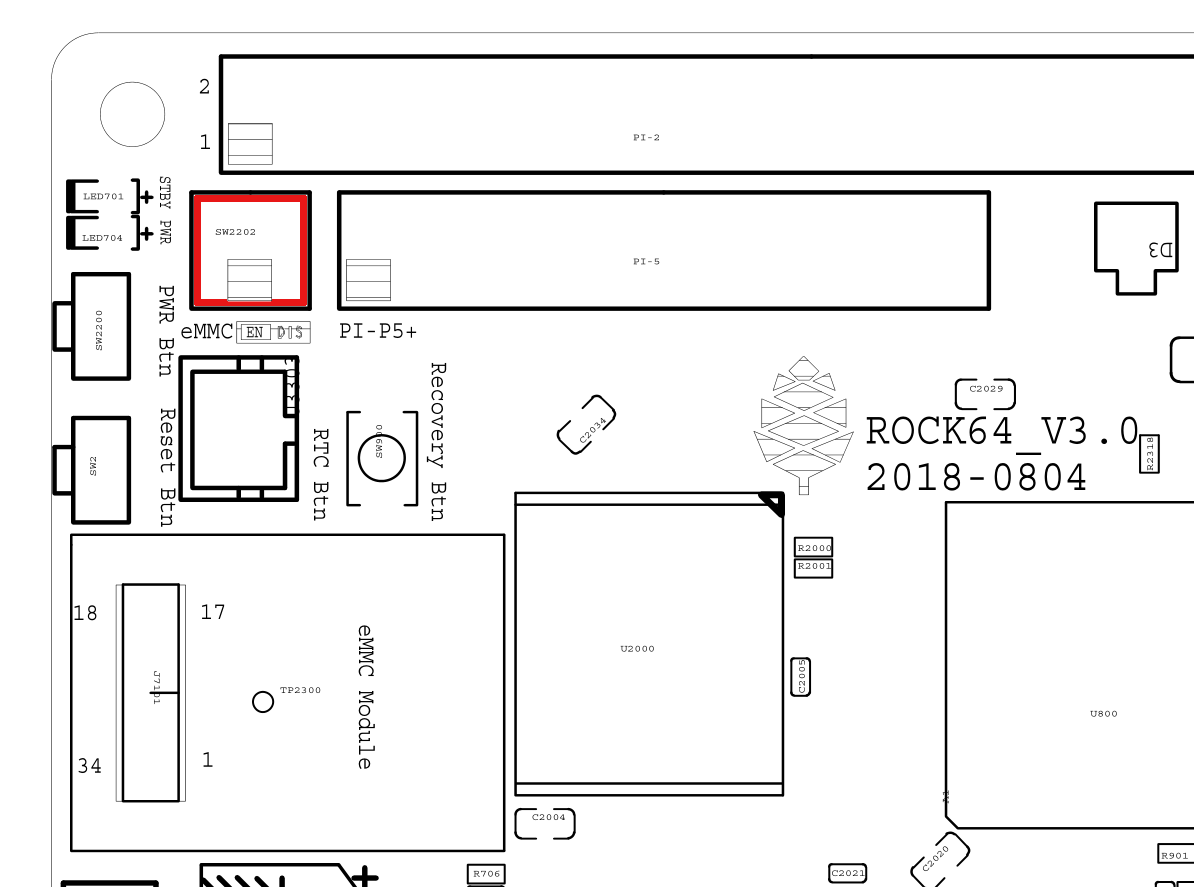 2
1
PI-2
LED701
STBY
LED704
PWR
SW2202
PI-5
D3
SW2200
PWR Btn
eMMC
EN
DIS
PI-P5+
SW2
Reset Btn
RTC Btn
SW900
Recovery Btn
C2034
C2029
ROCK64_V3.0
2018-0804
R2318
R2000
R2001
18
17
34
1
J7101
TP2300
eMMC Module
U2000
C2005
U800
A1
C2004
R706
C2021
C2020
R901